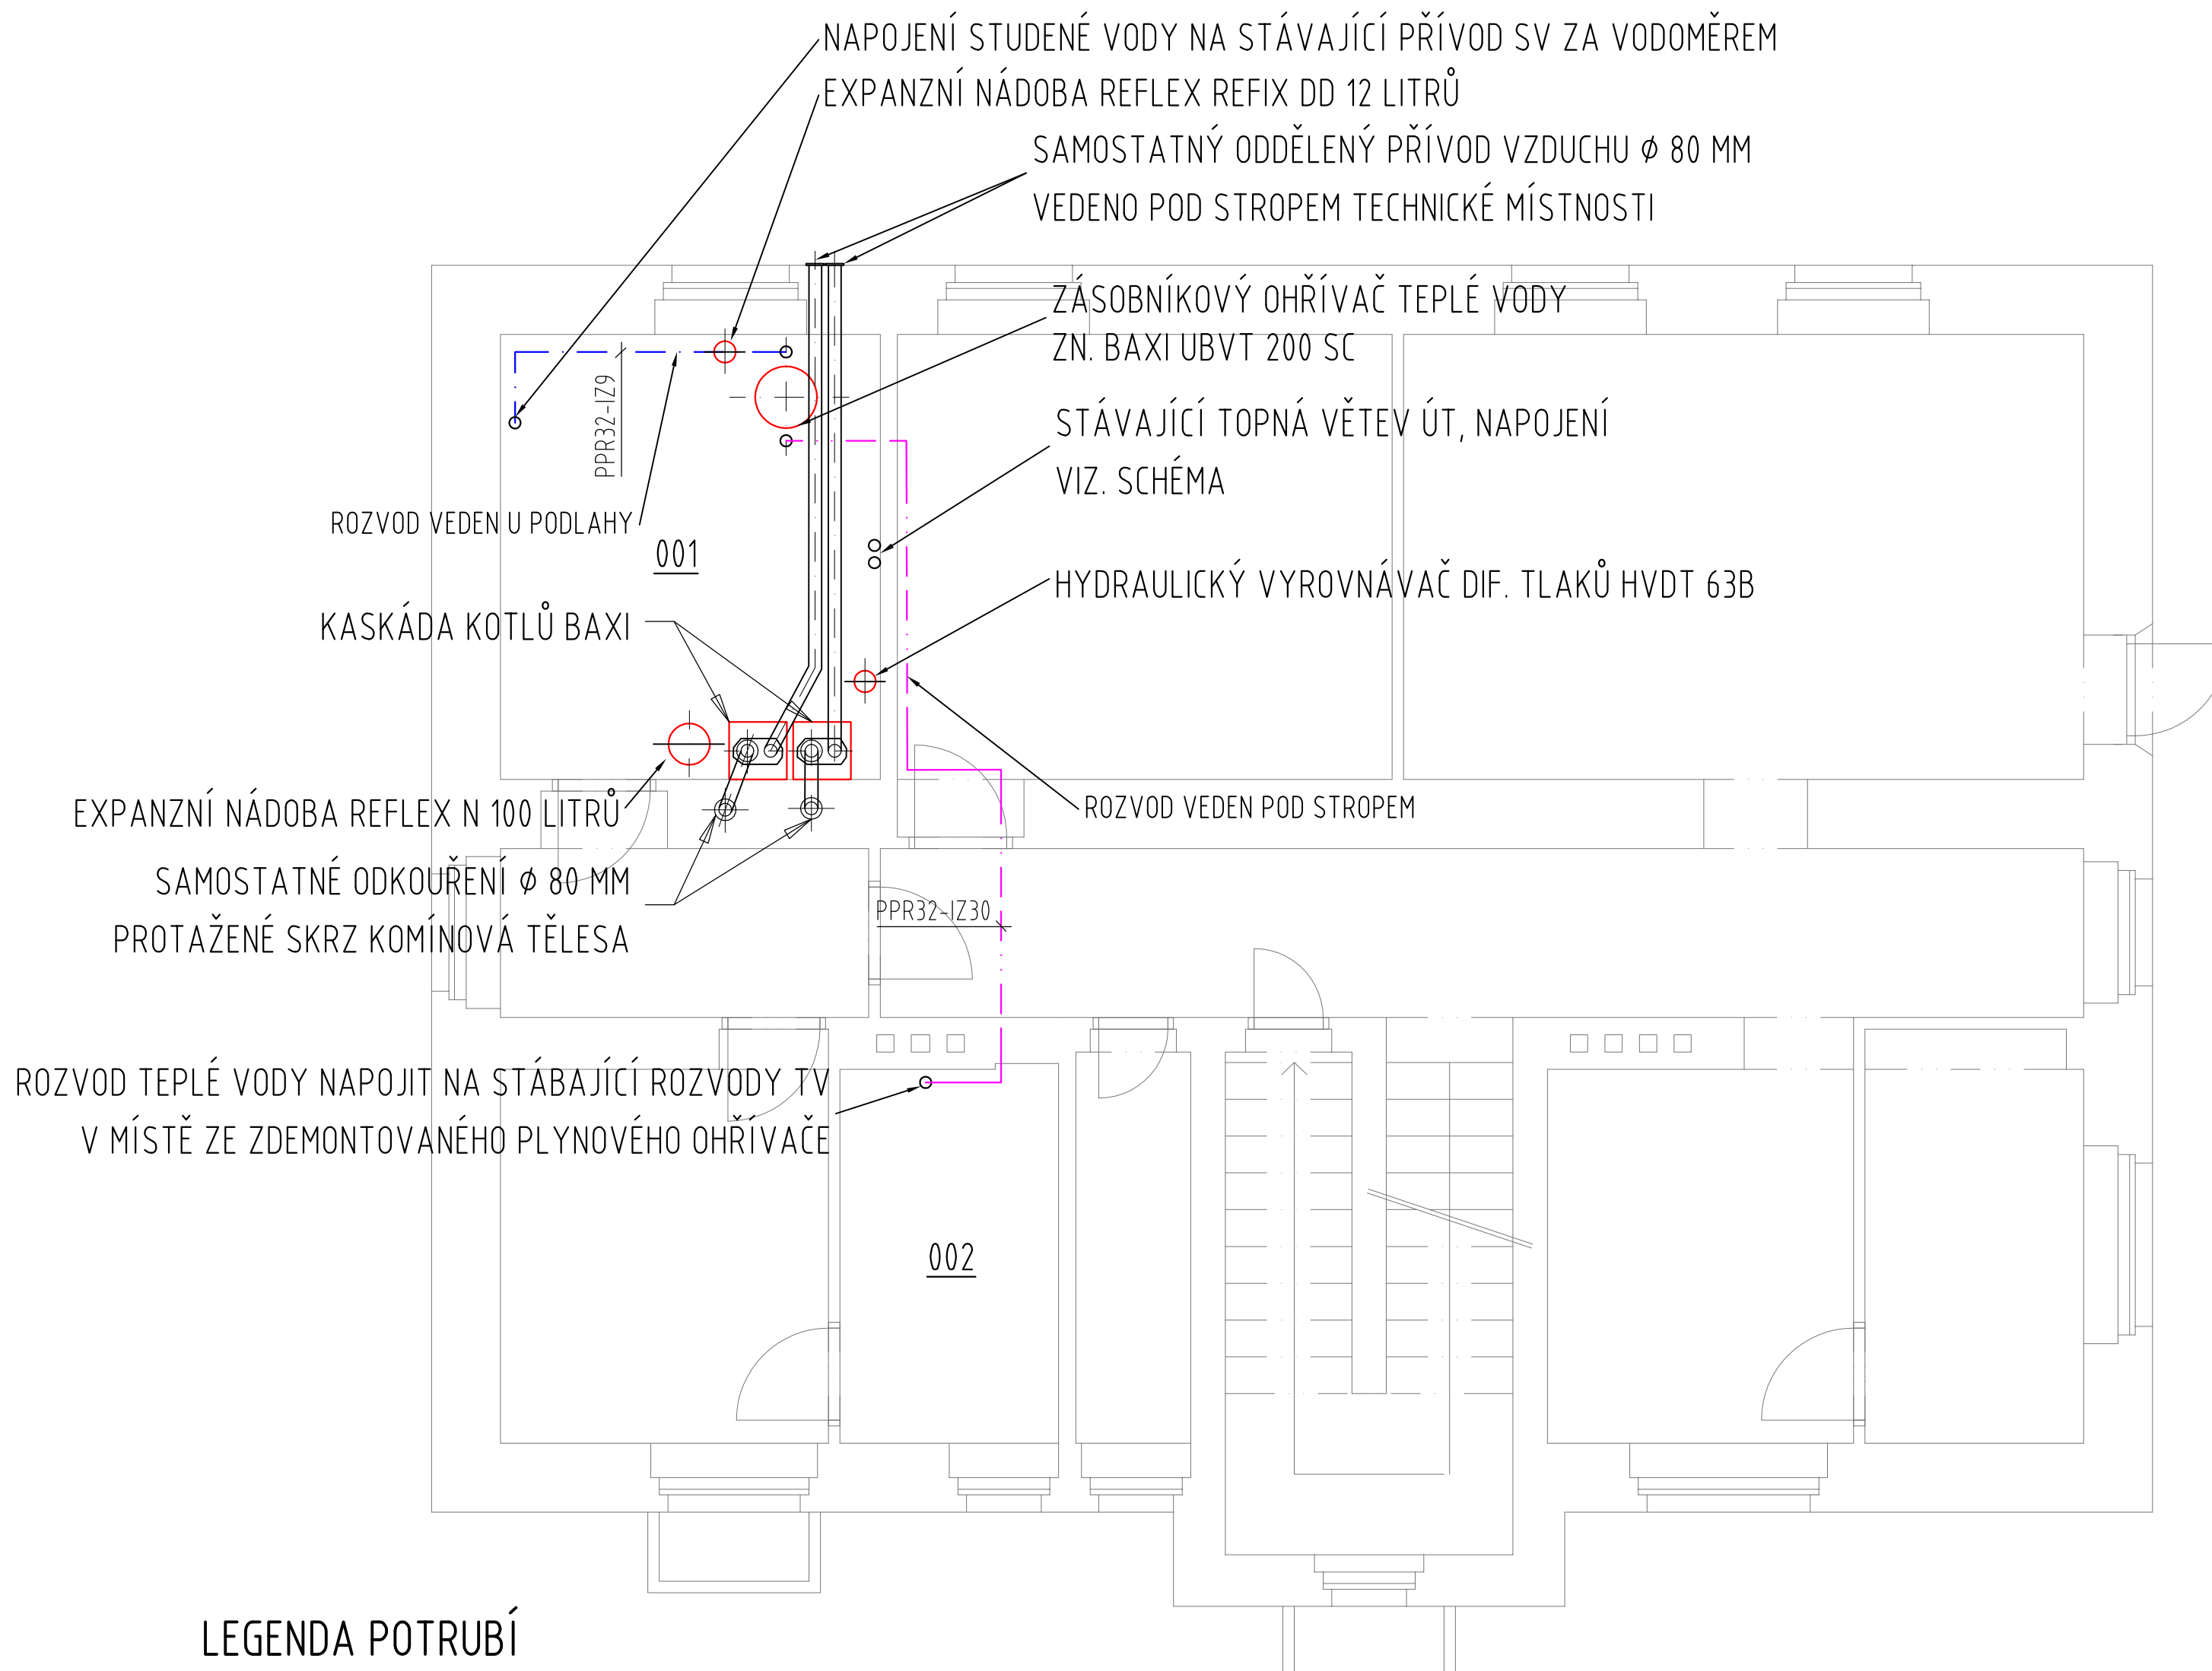 NAPOJENÍ STUDENÉ VODY NA STÁVAJÍCÍ PŘÍVOD SV ZA VODOMĚREM
EXPANZNÍ NÁDOBA REFLEX REFIX DD 12 LITRŮ
SAMOSTATNÝ ODDĚLENÝ PŘÍVOD VZDUCHU ϕ 80 MM
VEDENO POD STROPEM TECHNICKÉ MÍSTNOSTI
ZÁSOBNÍKOVÝ OHŘÍVAČ TEPLÉ VODY
ZN. BAXI UBVT 200 SC
PPR32-IZ9
STÁVAJÍCÍ TOPNÁ VĚTEV ÚT, NAPOJENÍ
VIZ. SCHÉMA
ROZVOD VEDEN U PODLAHY
001
HYDRAULICKÝ VYROVNÁVAČ DIF. TLAKŮ HVDT 63B
KASKÁDA KOTLŮ BAXI
EXPANZNÍ NÁDOBA REFLEX N 100 LITRŮ
ROZVOD VEDEN POD STROPEM
SAMOSTATNÉ ODKOUŘENÍ ϕ 80 MM
PROTAŽENÉ SKRZ KOMÍNOVÁ TĚLESA
PPR32-IZ30
ROZVOD TEPLÉ VODY NAPOJIT NA STÁBAJÍCÍ ROZVODY TV
V MÍSTĚ ZE ZDEMONTOVANÉHO PLYNOVÉHO OHŘÍVAČE
002
LEGENDA POTRUBÍ